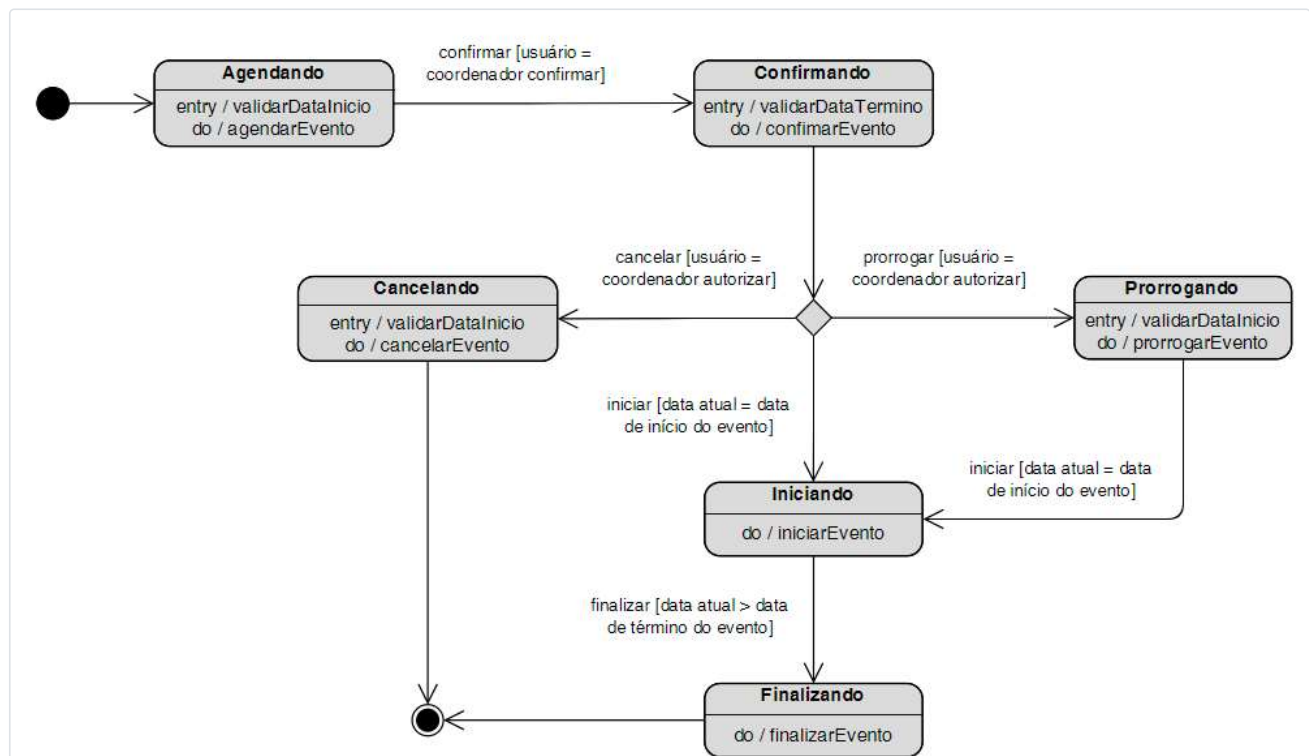 confirmar [usuário =
coordenador confirmar]
Agendando
entry / validarDataInicio
do / agendarEvento
Confirmando
entry / validarDataTermino
do / confimarEvento
cancelar [usuário =
coordenador autorizar]
prorrogar [usuário =
coordenador autorizar]
Cancelando
entry / validarDataInicio
do / cancelarEvento
Prorrogando
entry / validarDataInicio
do / prorrogarEvento
iniciar [data atual = data
de início do evento]
iniciar [data atual = data
de início do evento]
Iniciando
do / iniciarEvento
finalizar [data atual > data
de término do evento]
Finalizando
do / finalizarEvento